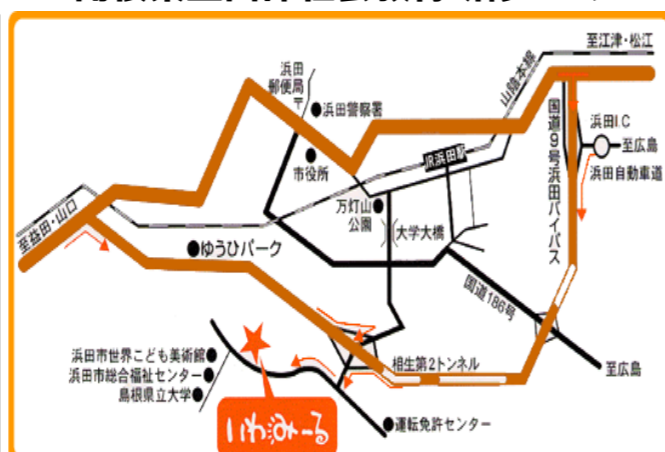 至江津・松江
山陰本線
浜田
郵便局
〒
浜田警察署
市役所
JR浜田駅
国道9号浜田バイパス
浜田I.C
至広島
浜田自動車道
万灯山
公園
大学大橋
至益田・山口
ゆうひパーク
国道186号
浜田市世界こども美術館
浜田市総合福祉センター
島根県立大学
相生第2トンネル
至広島
いわみーる
運転免許センター